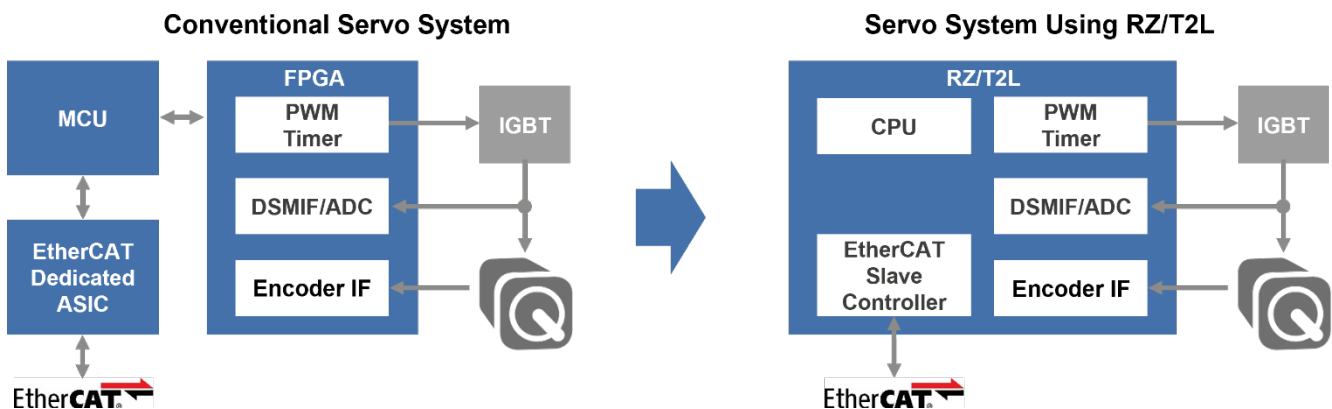 Conventional Servo System
MCU
EtherCAT
Dedicated
ASIC
EtherCAT®
FPGA
PWM
Timer
DSMIF/ADC
Encoder IF
IGBT
Servo System Using RZ/T2L
RZ/T2L
CPU
EtherCAT
Slave
Controller
EtherCAT®
PWM
Timer
DSMIF/ADC
Encoder IF
IGBT